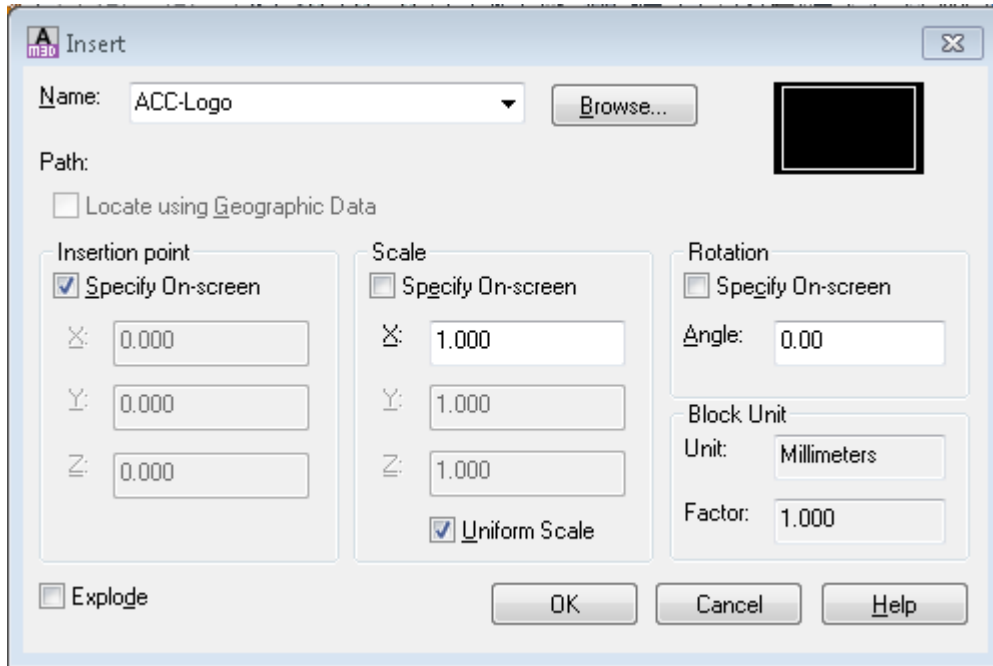 A
M3D
Insert
Name:
ACC-Logo
Browse...
Path:
Locate using Geographic Data
Insertion point
Specify On-screen
X:
0.000
Y:
0.000
Z:
0.000
Scale
Specify On-screen
X:
1.000
Y:
1.000
Z:
1.000
Uniform Scale
Rotation
Specify On-screen
Angle:
0.00
Block Unit
Unit:
Millimeters
Factor:
1.000
Explode
OK
Cancel
Help